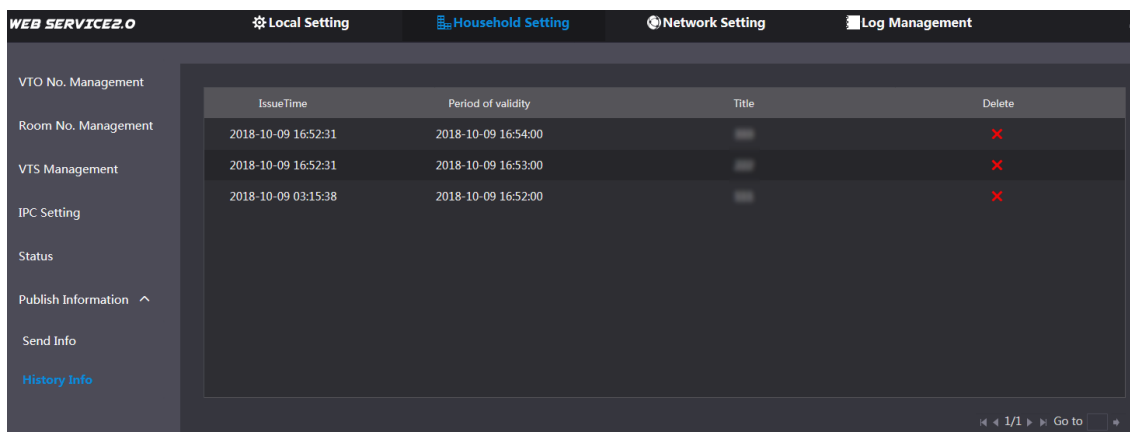 WEB SERVICE2.0 Local Setting Household Setting Network Setting Log Management
VTO No. Management
Room No. Management
VTS Management
IPC Setting
Status
Publish Information
Send Info
History Info
IssueTime Period of validity Title Delete
2018-10-09 16:52:31 2018-10-09 16:54:00
2018-10-09 16:52:31 2018-10-09 16:53:00
2018-10-09 03:15:38 2018-10-09 16:52:00
1/1 Go to